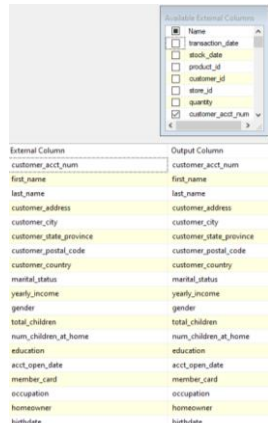 Available External Columns
Name
transaction_date
stock_date
product_id
customer_id
store_id
quantity
customer_acct_num
External Column Output Column
customer_acct_num customer_acct_num
first_name first_name
last_name last_name
customer_address customer_address
customer_city customer_city
customer_state_province customer_state_province
customer_postal_code customer_postal_code
customer_country customer_country
marital_status marital_status
yearly_income yearly_income
gender gender
total_children total_children
num_children_at_home num_children_at_home
education education
acct_open_date acct_open_date
member_card member_card
occupation occupation
homeowner homeowner
birthdate birthdate